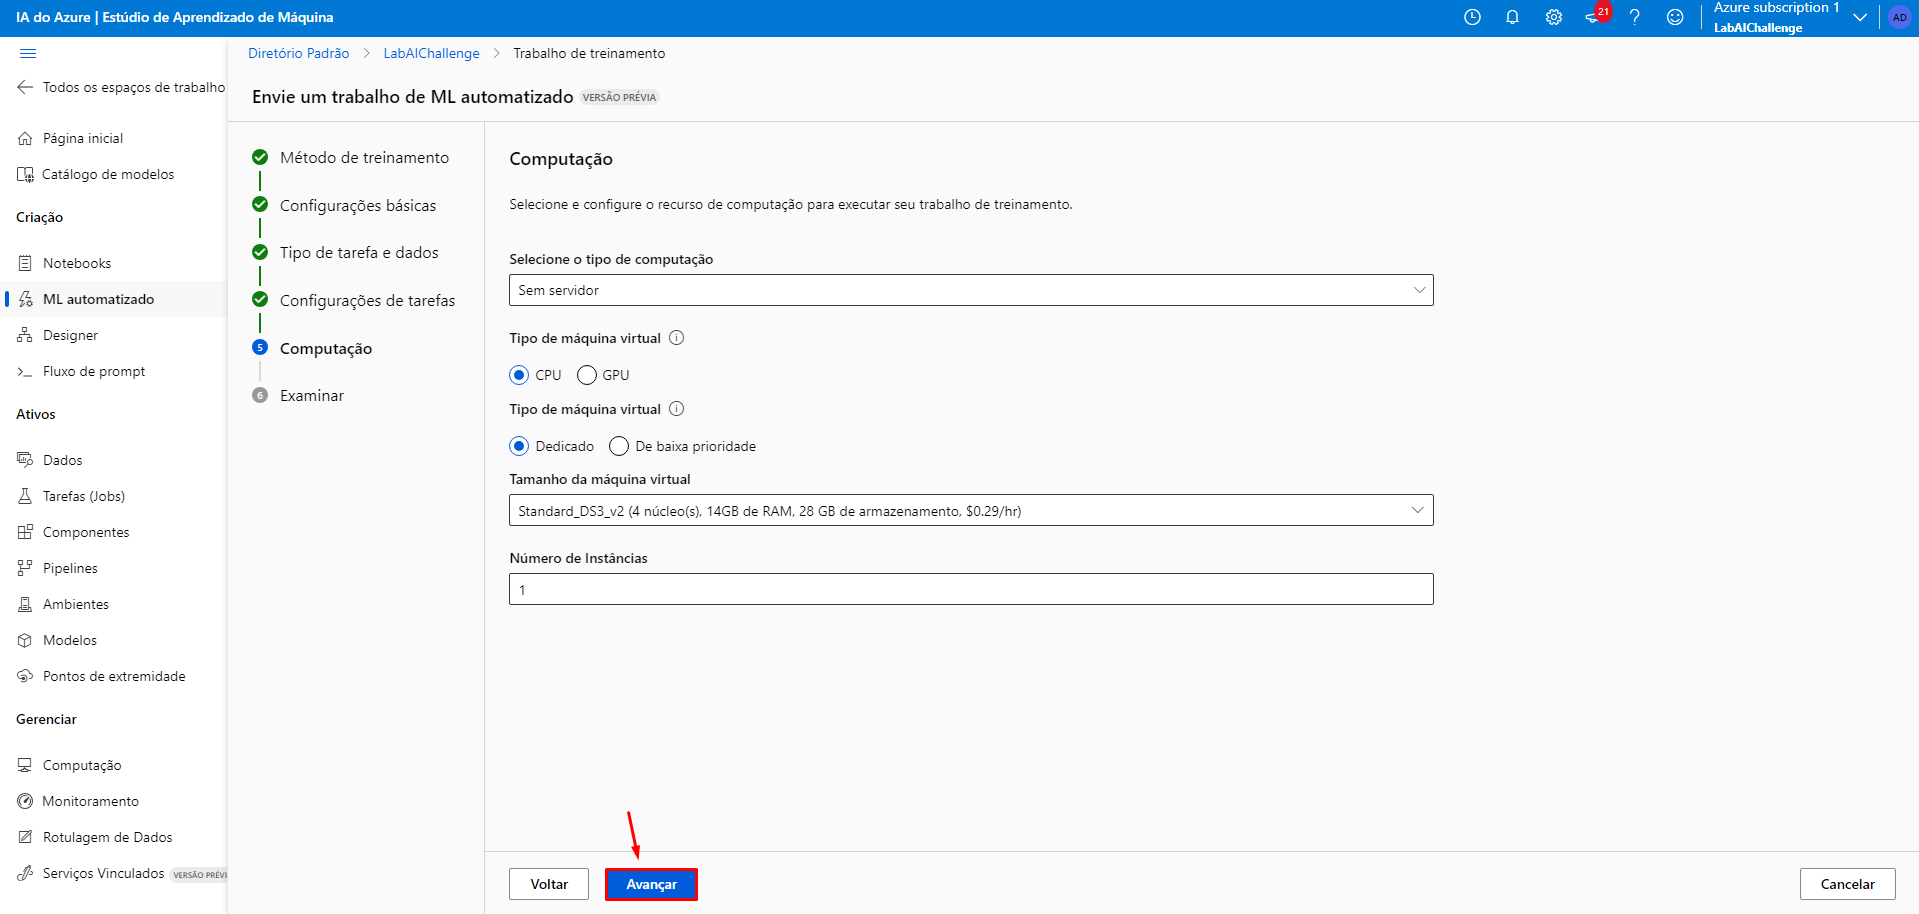 IA do Azure | Estúdio de Aprendizado de Máquina
21
Azure subscription 1
LabAIChallenge
AD
Todos os espaços de trabalho
Página inicial
Catálogo de modelos
Criação
Notebooks
ML automatizado
Designer
Fluxo de prompt
Ativos
Dados
Tarefas (Jobs)
Componentes
Pipelines
Ambientes
Modelos
Pontos de extremidade
Gerenciar
Computação
Monitoramento
Rotulagem de Dados
Serviços Vinculados VERSÃO PRÉVI
Diretório Padrão > LabAIChallenge > Trabalho de treinamento
Envie um trabalho de ML automatizado VERSÃO PRÉVIA
Método de treinamento
Configurações básicas
Tipo de tarefa e dados
Configurações de tarefas
5 Computação
6 Examinar
Computação
Selecione e configure o recurso de computação para executar seu trabalho de treinamento.
Selecione o tipo de computação
Sem servidor
Tipo de máquina virtual
CPU GPU
Tipo de máquina virtual
Dedicado De baixa prioridade
Tamanho da máquina virtual
Standard_DS3_v2 (4 núcleo(s), 14GB de RAM, 28 GB de armazenamento, $0.29/hr)
Número de Instâncias
1
Voltar Avançar Cancelar